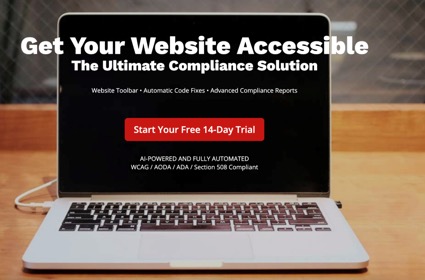 Get Your Website Accessible
The Ultimate Compliance Solution
Website Toolbar • Automatic Code Fixes • Advanced Compliance Reports
Start Your Free 14-Day Trial
AI-POWERED AND FULLY AUTOMATED
WCAG / AODA / ADA / Section 508 Compliant